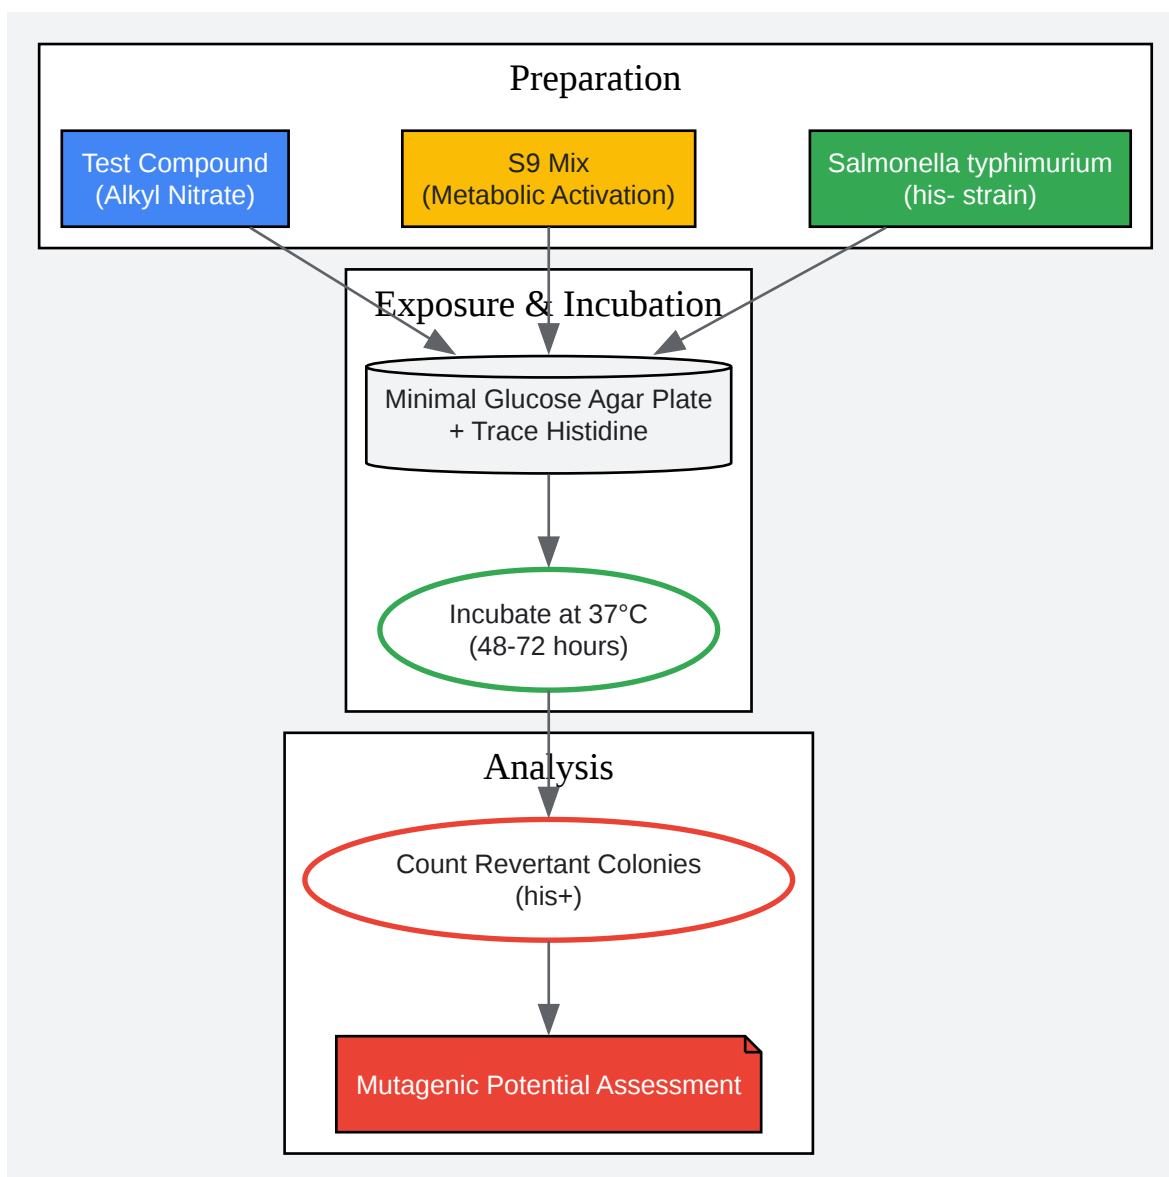 Preparation
Test Compound
(Alkyl Nitrate)
S9 Mix
(Metabolic Activation)
Salmonella typhimurium
(his- strain)
Exposure & Incubation
Minimal Glucose Agar Plate
+ Trace Histidine
Incubate at 37°C
(48-72 hours)
Analysis
Count Revertant Colonies
(his+)
Mutagenic Potential Assessment